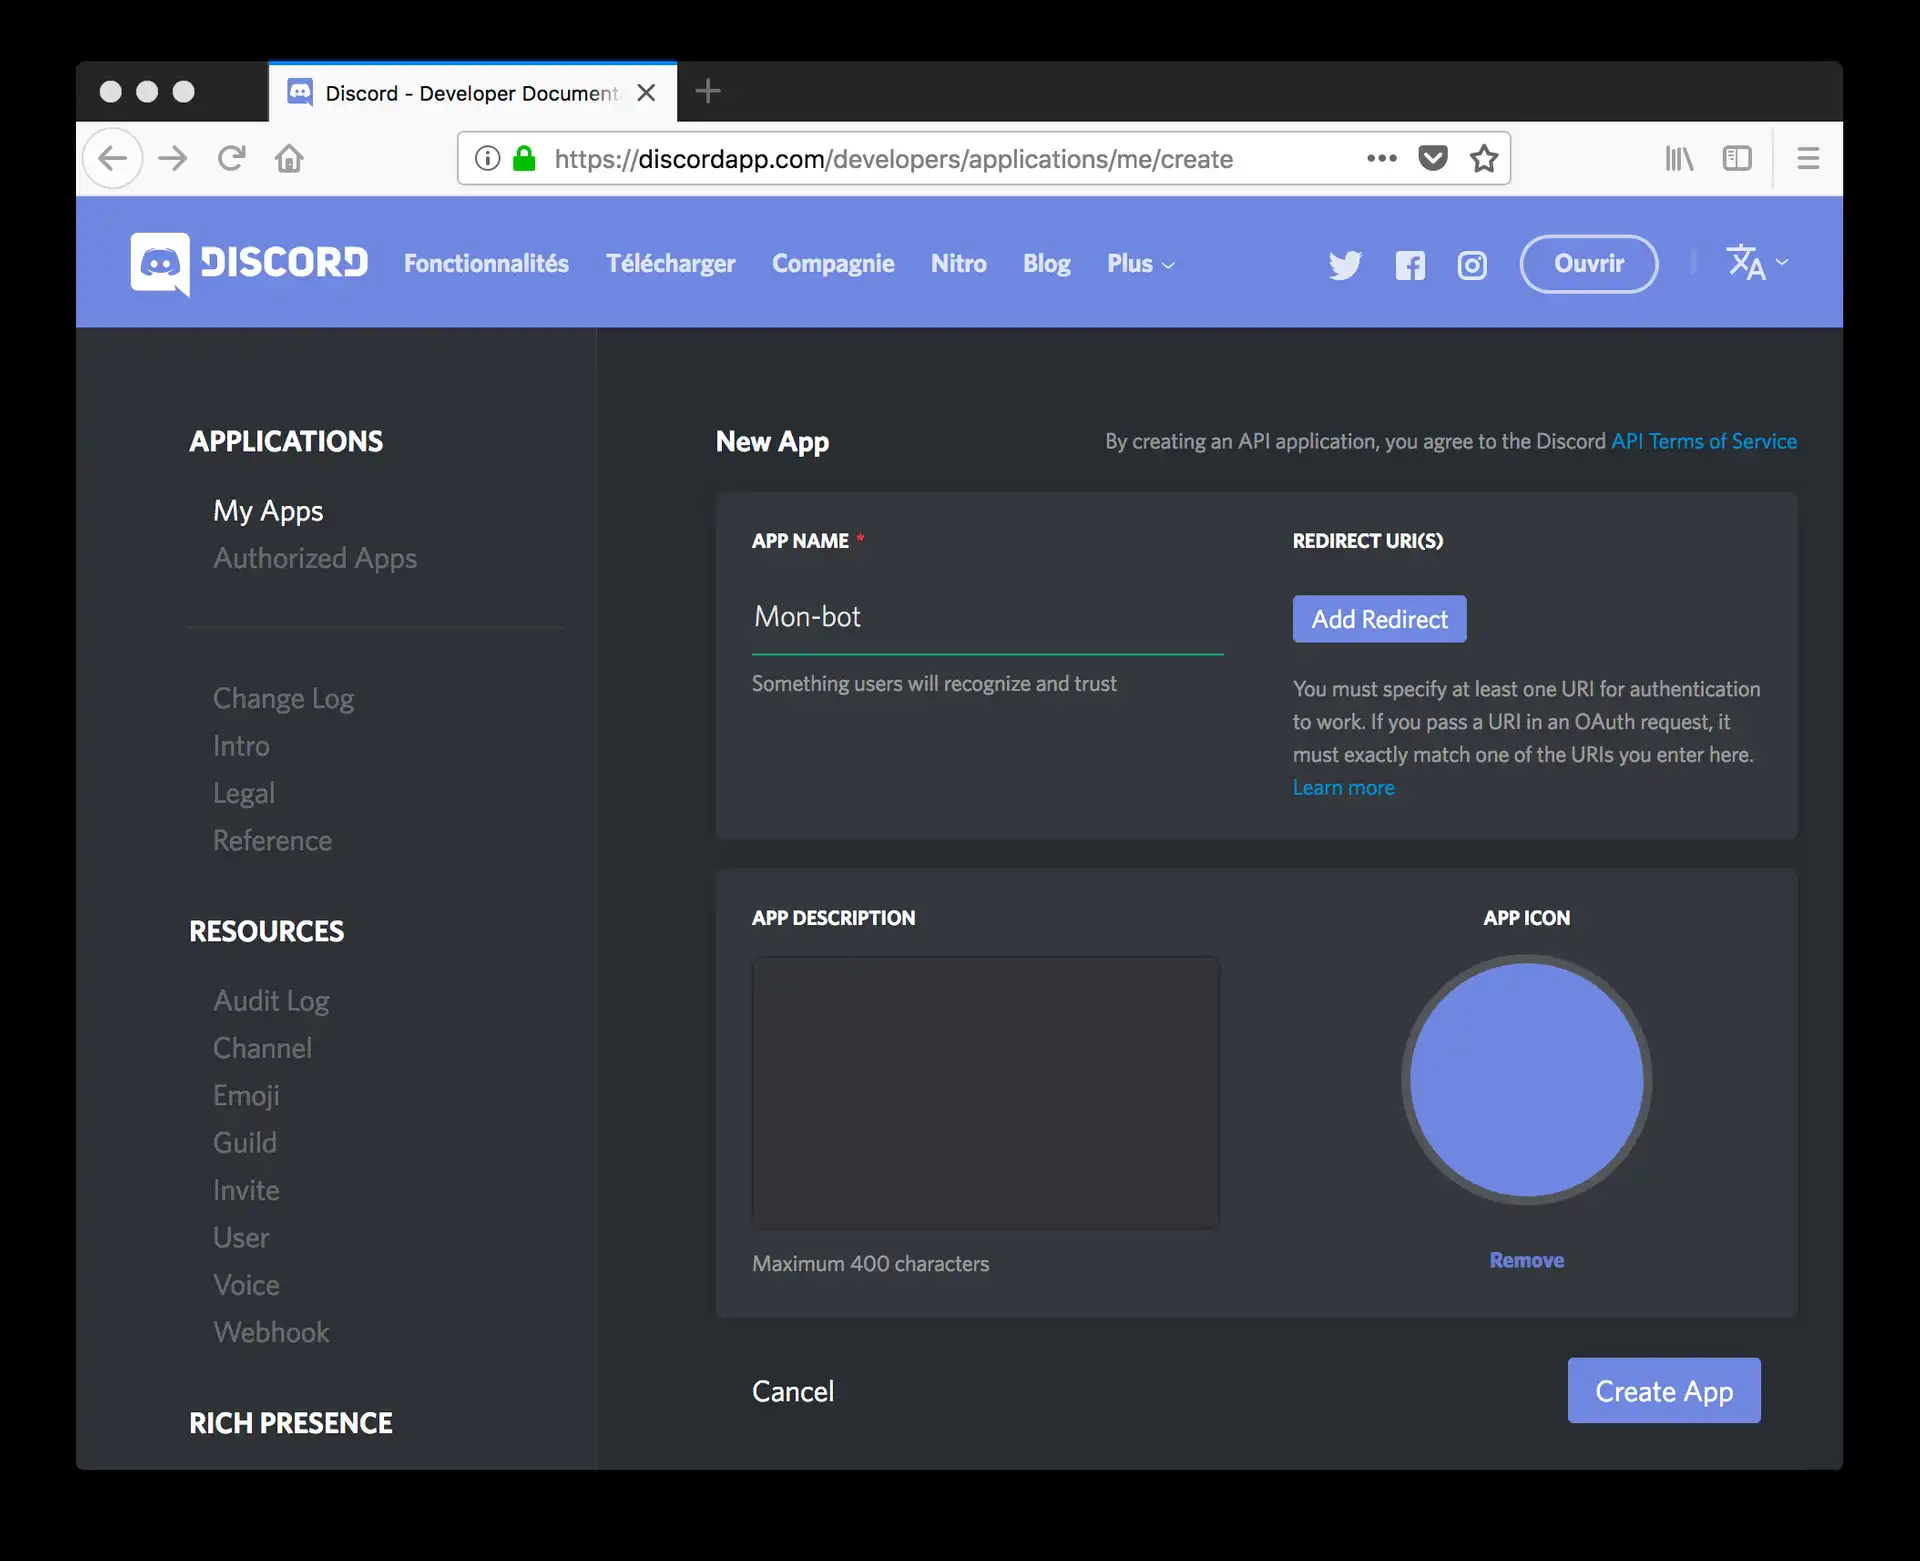 Discord - Developer Document
https://discordapp.com/developers/applications/me/create
DISCORD Fonctionnalités Télécharger Compagnie Nitro Blog Plus Ouvrir
APPLICATIONS
My Apps
Authorized Apps
Change Log
Intro
Legal
Reference
RESOURCES
Audit Log
Channel
Emoji
Guild
Invite
User
Voice
Webhook
RICH PRESENCE
New App
By creating an API application, you agree to the Discord API Terms of Service
APP NAME *
Mon-bot
Something users will recognize and trust
REDIRECT URI(S)
Add Redirect
You must specify at least one URI for authentication
to work. If you pass a URI in an OAuth request, it
must exactly match one of the URIs you enter here.
Learn more
APP DESCRIPTION
Maximum 400 characters
APP ICON
Remove
Cancel
Create App